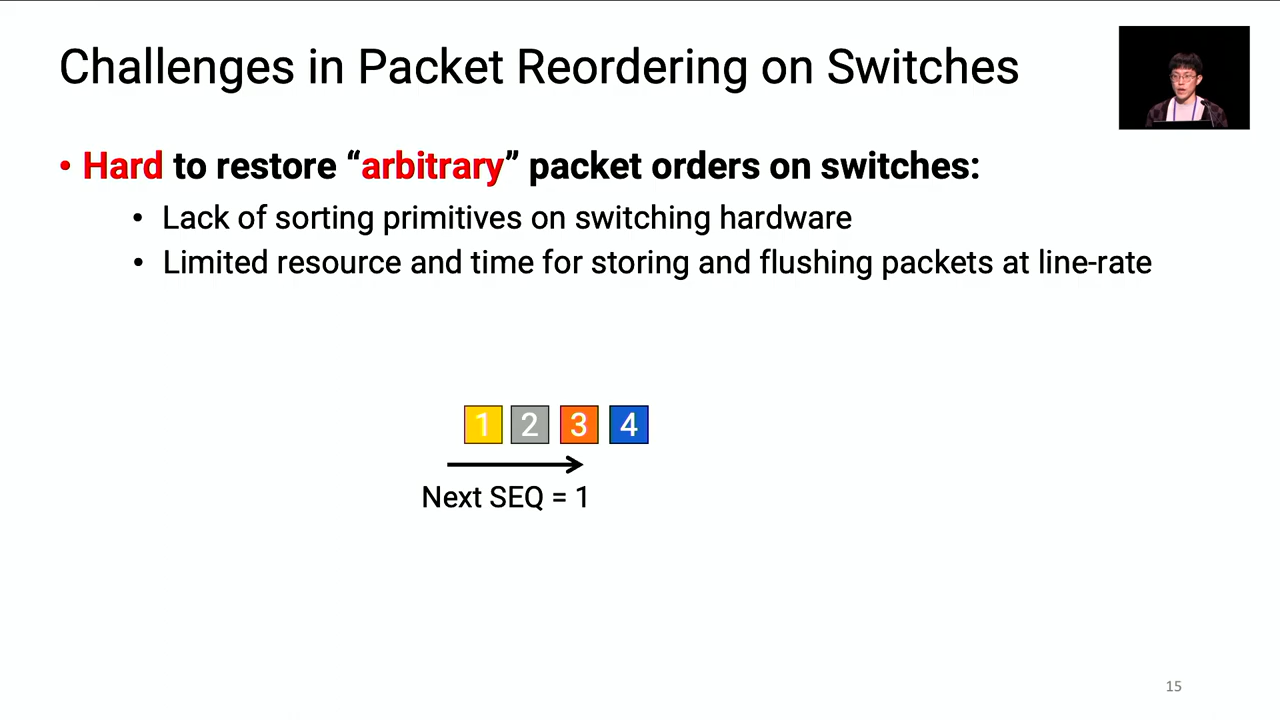 Challenges in Packet Reordering on Switches
• Hard to restore “arbitrary” packet orders on switches:
• Lack of sorting primitives on switching hardware
• Limited resource and time for storing and flushing packets at line-rate
1 2 3 4
Next SEQ = 1
15